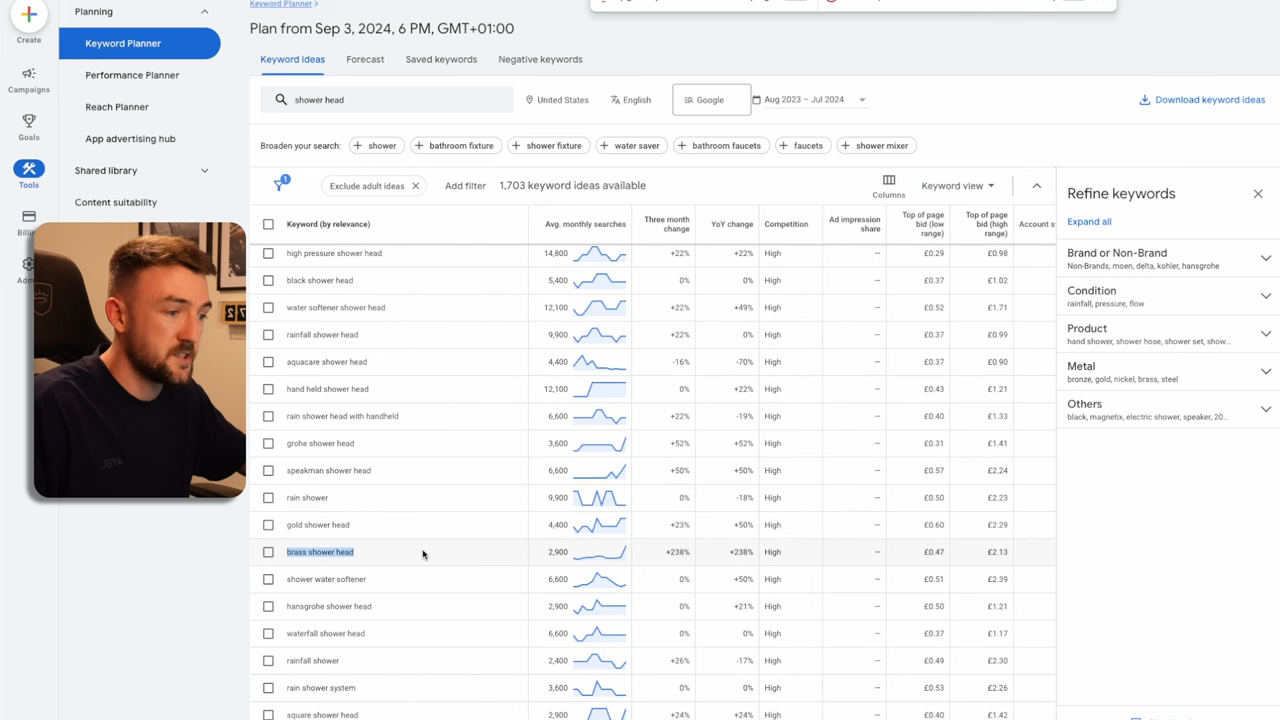 Keyword Planner >
Plan from Sep 3, 2024, 6 PM, GMT+01:00
Create
Campaigns
Goals
Tools
Planning
Keyword Planner
Performance Planner
Reach Planner
App advertising hub
Shared library
Content suitability
Keyword ideas Forecast Saved keywords Negative keywords
shower head United States English Google Aug 2023 – Jul 2024 Download keyword ideas
Broaden your search: + shower + bathroom fixture + shower fixture + water saver + bathroom faucets + faucets + shower mixer
1 Exclude adult ideas Add filter 1,703 keyword ideas available Columns Keyword view
Keyword (by relevance) Avg. monthly searches Three month change YoY change Competition Ad impression share Top of page bid (low range) Top of page bid (high range)
high pressure shower head 14,800 +22% +22% High – £0.29 £0.98
black shower head 5,400 0% 0% High – £0.37 £1.02
water softener shower head 12,100 +22% +49% High – £0.52 £1.71
rainfall shower head 9,900 +22% 0% High – £0.37 £1.02
aquacare shower head 4,400 -16% -70% High – £0.37 £0.90
hand held shower head 12,100 0% +22% High – £0.43 £1.21
rain shower head with handheld 6,600 +22% -19% High – £0.40 £1.33
grohe shower head 3,600 +52% +52% High – £0.31 £1.41
speakman shower head 6,600 +50% +50% High – £0.57 £2.24
rain shower 9,900 0% -18% High – £0.50 £2.23
gold shower head 4,400 +23% +50% High – £0.60 £2.29
brass shower head 2,900 +238% +238% High – £0.47 £2.13
shower water softener 6,600 0% +50% High – £0.51 £2.39
hansgrohe shower head 2,900 0% +21% High – £0.50 £1.21
waterfall shower head 6,600 0% 0% High – £0.37 £1.17
rainfall shower 2,400 +26% -17% High – £0.49 £2.30
rain shower system 3,600 0% 0% High – £0.53 £2.26
square shower head 2,900 +24% +24% High – £0.40 £1.42
Refine keywords
Expand all
Brand or Non-Brand
Non-Brands, moen, delta, kohler, hansgrohe
Condition
rainfall, pressure, flow
Product
hand shower, shower hose, shower set, show...
Metal
bronze, gold, nickel, brass, steel
Others
black, magnetix, electric shower, speaker, 20...